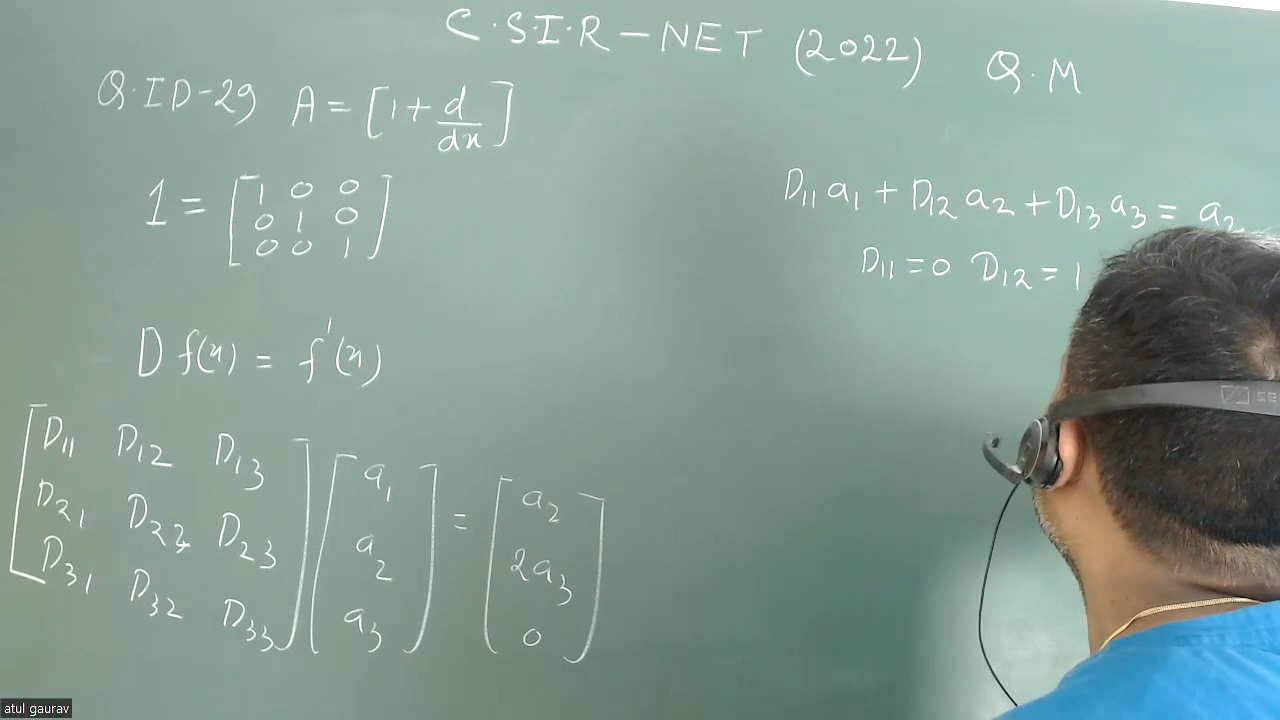 C.S.I.R-NET (2022) Q.M
Q.ID-29 A = [1 + d/dx]
1 = [1 0 0
0 1 0
0 0 1]
D f(x) = f'(x)
[D11 D12 D13
D21 D22 D23
D31 D32 D33] [a1
a2
a3] = [a2
2a3
0]
D11 a1 + D12 a2 + D13 a3 = a2
D11 = 0 D12 = 1
SE
atul gaurav